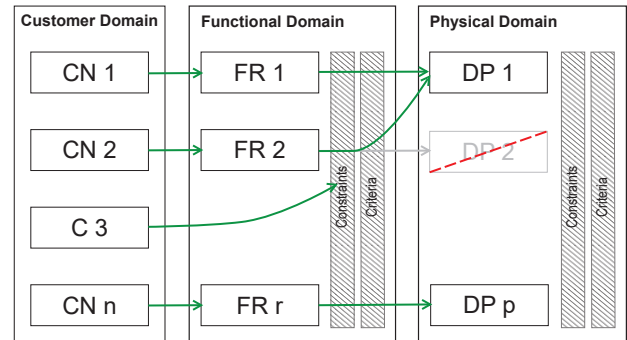 Customer Domain
Functional Domain
Physical Domain
CN 1
FR 1
DP 1
CN 2
FR 2
DP 2
C 3
Constraints
Criteria
Constraints
Criteria
CN n
FR r
DP p